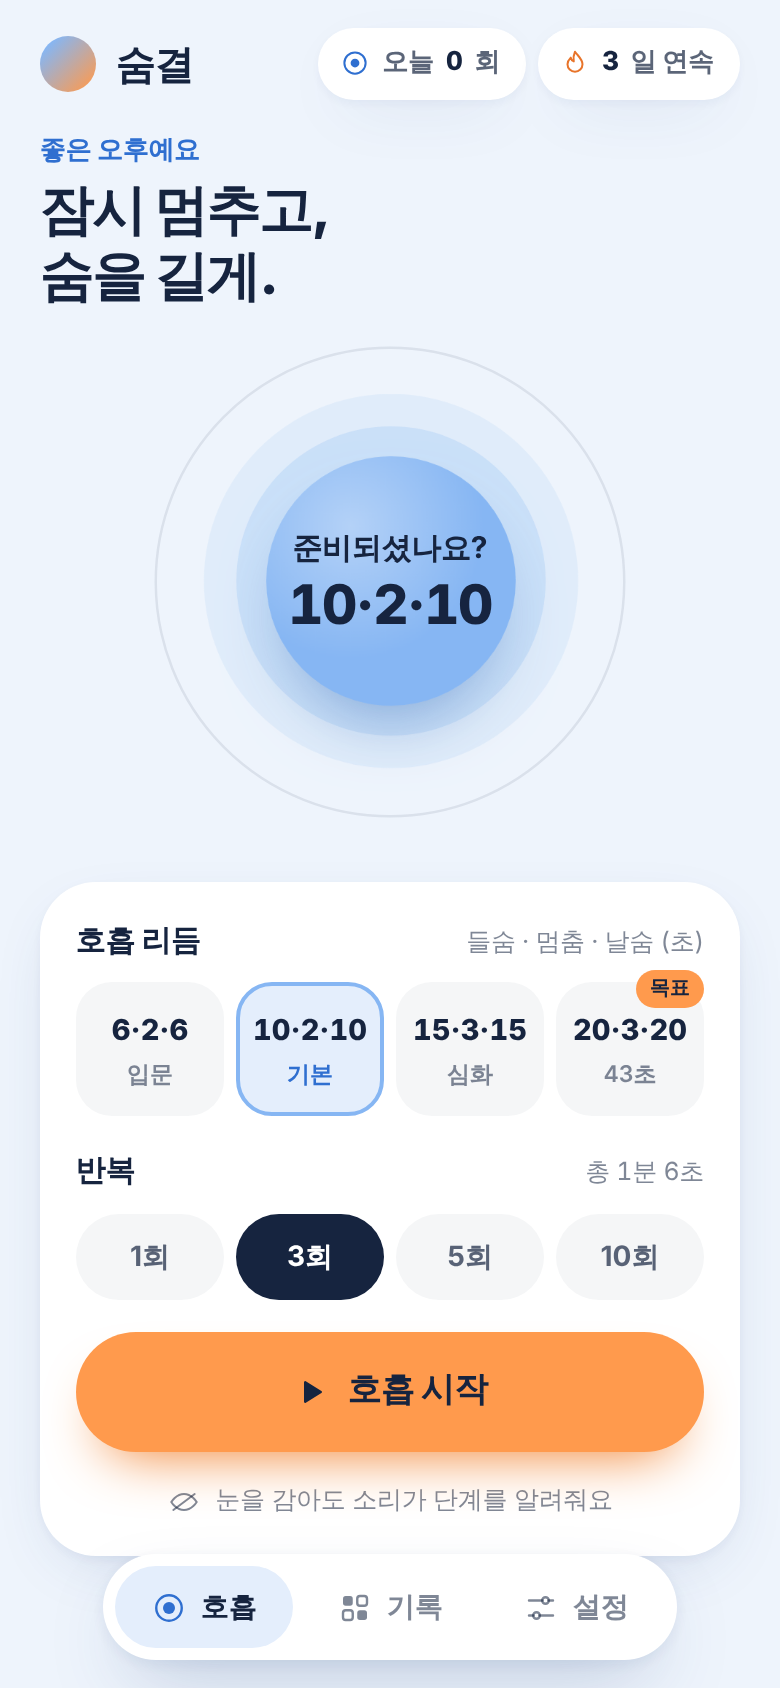 숨결
오늘 0 회
3 일 연속
좋은 오후예요
잠시 멈추고,
숨을 길게.
준비되셨나요?
10·2·10
호흡 리듬
들숨 · 멈춤 · 날숨 (초)
목표
6·2·6
입문
10·2·10
기본
15·3·15
심화
20·3·20
43초
반복
총 1분 6초
1회
3회
5회
10회
호흡 시작
눈을 감아도 소리가 단계를 알려줘요
호흡
기록
설정